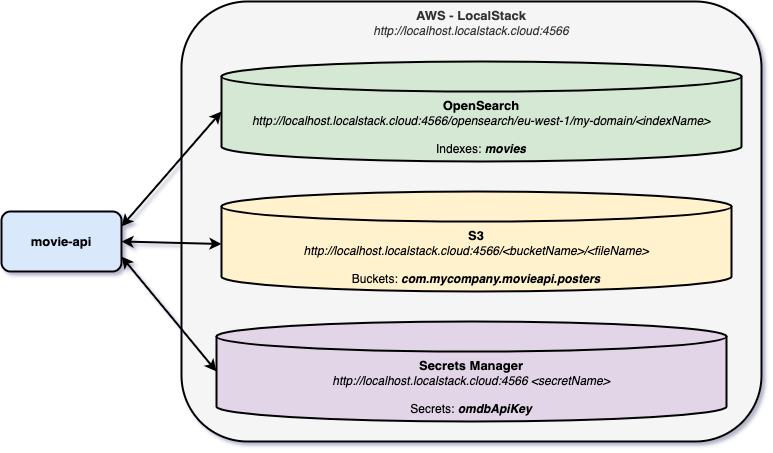 AWS - LocalStack
http://localhost.localstack.cloud:4566
OpenSearch
http://localhost.localstack.cloud:4566/opensearch/eu-west-1/my-domain/<indexName>
Indexes: movies
movie-api
S3
http://localhost.localstack.cloud:4566/<bucketName>/<fileName>
Buckets: com.mycompany.movieapi.posters
Secrets Manager
http://localhost.localstack.cloud:4566 <secretName>
Secrets: omdbApiKey